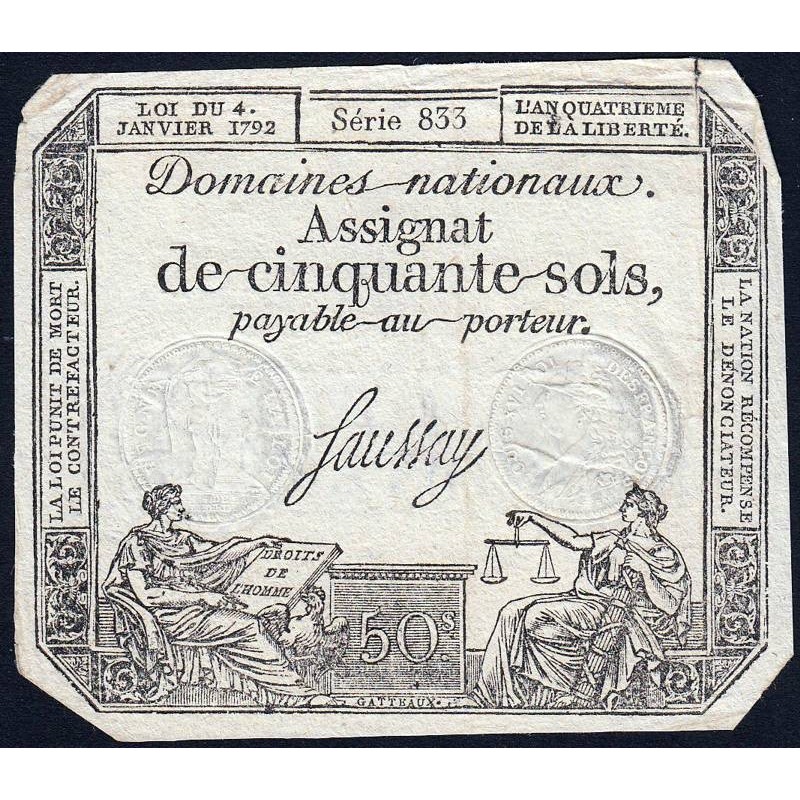 LOI DU 4.
JANVIER 1792
Série 833
L'AN QUATRIEME
DE LA LIBERTÉ.
Domaines nationaux.
Assignat
de cinquante sols,
payable au porteur.
LA LOI PUNIT DE MORT
LE CONTREFACTEUR.
LA NATION RÉCOMPENSE
LE DÉNONCIATEUR.
Saussay
DROITS
DE
L'HOMME
50.s
GATTEAUX.